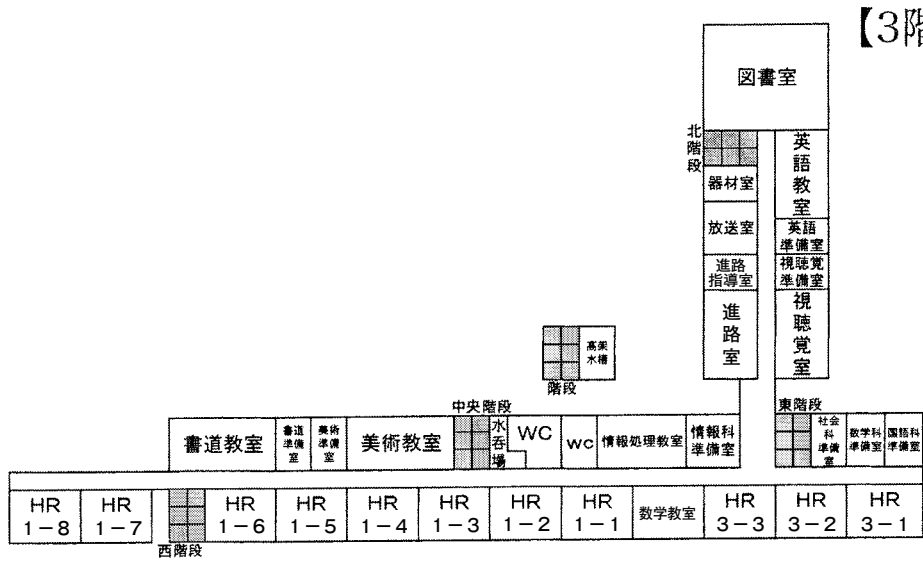 【3階
図書室
北
階
段
英
語
教
室
器材室
放送室
英語
準備室
進路
指導室
視聴覚
準備室
進
路
室
視
聴
覚
室
高架
水槽
階段
中央階段
東階段
書道教室
書道
準備
室
美術
準備
室
美術教室
水
呑
場
WC
WC
情報処理教室
情報科
準備室
社会
科
準備
室
数学科
準備室
国語科
準備室
HR
1-8
HR
1-7
HR
1-6
HR
1-5
HR
1-4
HR
1-3
HR
1-2
HR
1-1
数学教室
HR
3-3
HR
3-2
HR
3-1
西階段